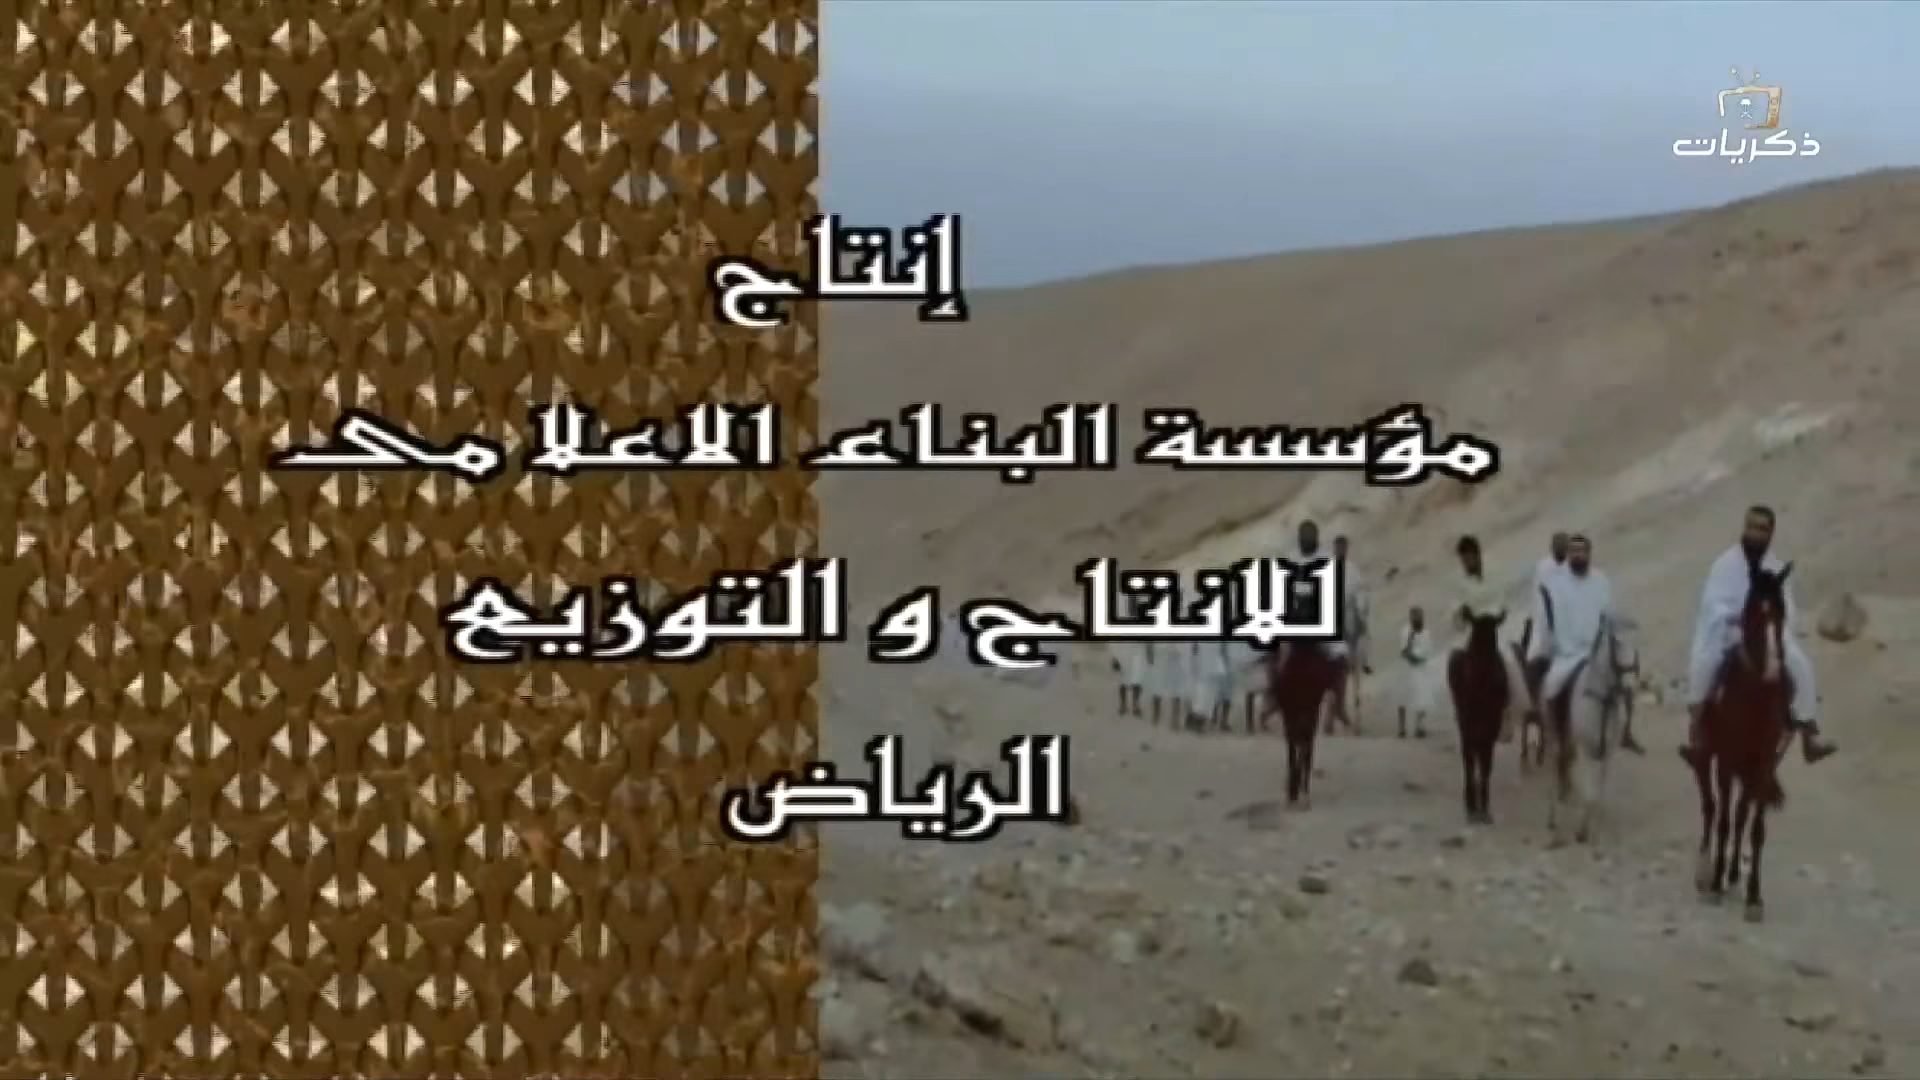 ذكريات
إنتاج
مؤسسة البناء الاعلامي
للانتاج و التوزيع
الرياض